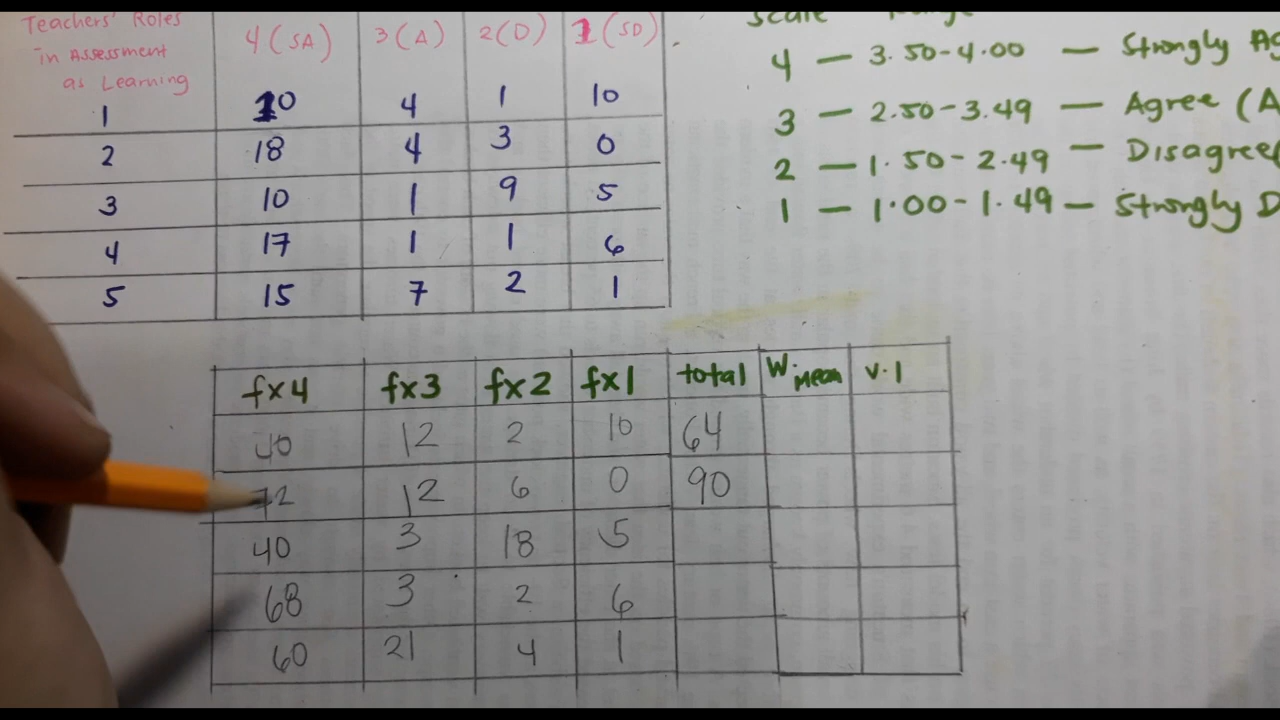 Teachers' Roles
in Assessment
as Learning
4 (SA) 3 (A) 2 (D) 1 (SD)
1 10 4 1 10
2 18 4 3 0
3 10 1 9 5
4 17 1 1 6
5 15 7 2 1
Scale Range
4 — 3.50-4.00 — Strongly Ag
3 — 2.50-3.49 — Agree (A
2 — 1.50-2.49 — Disagree(
1 — 1.00-1.49 — Strongly D
fx4 fx3 fx2 fx1 total W. Mean V.I
40 12 2 10 64
72 12 6 0 90
40 3 18 5
68 3 2 6
60 21 4 1